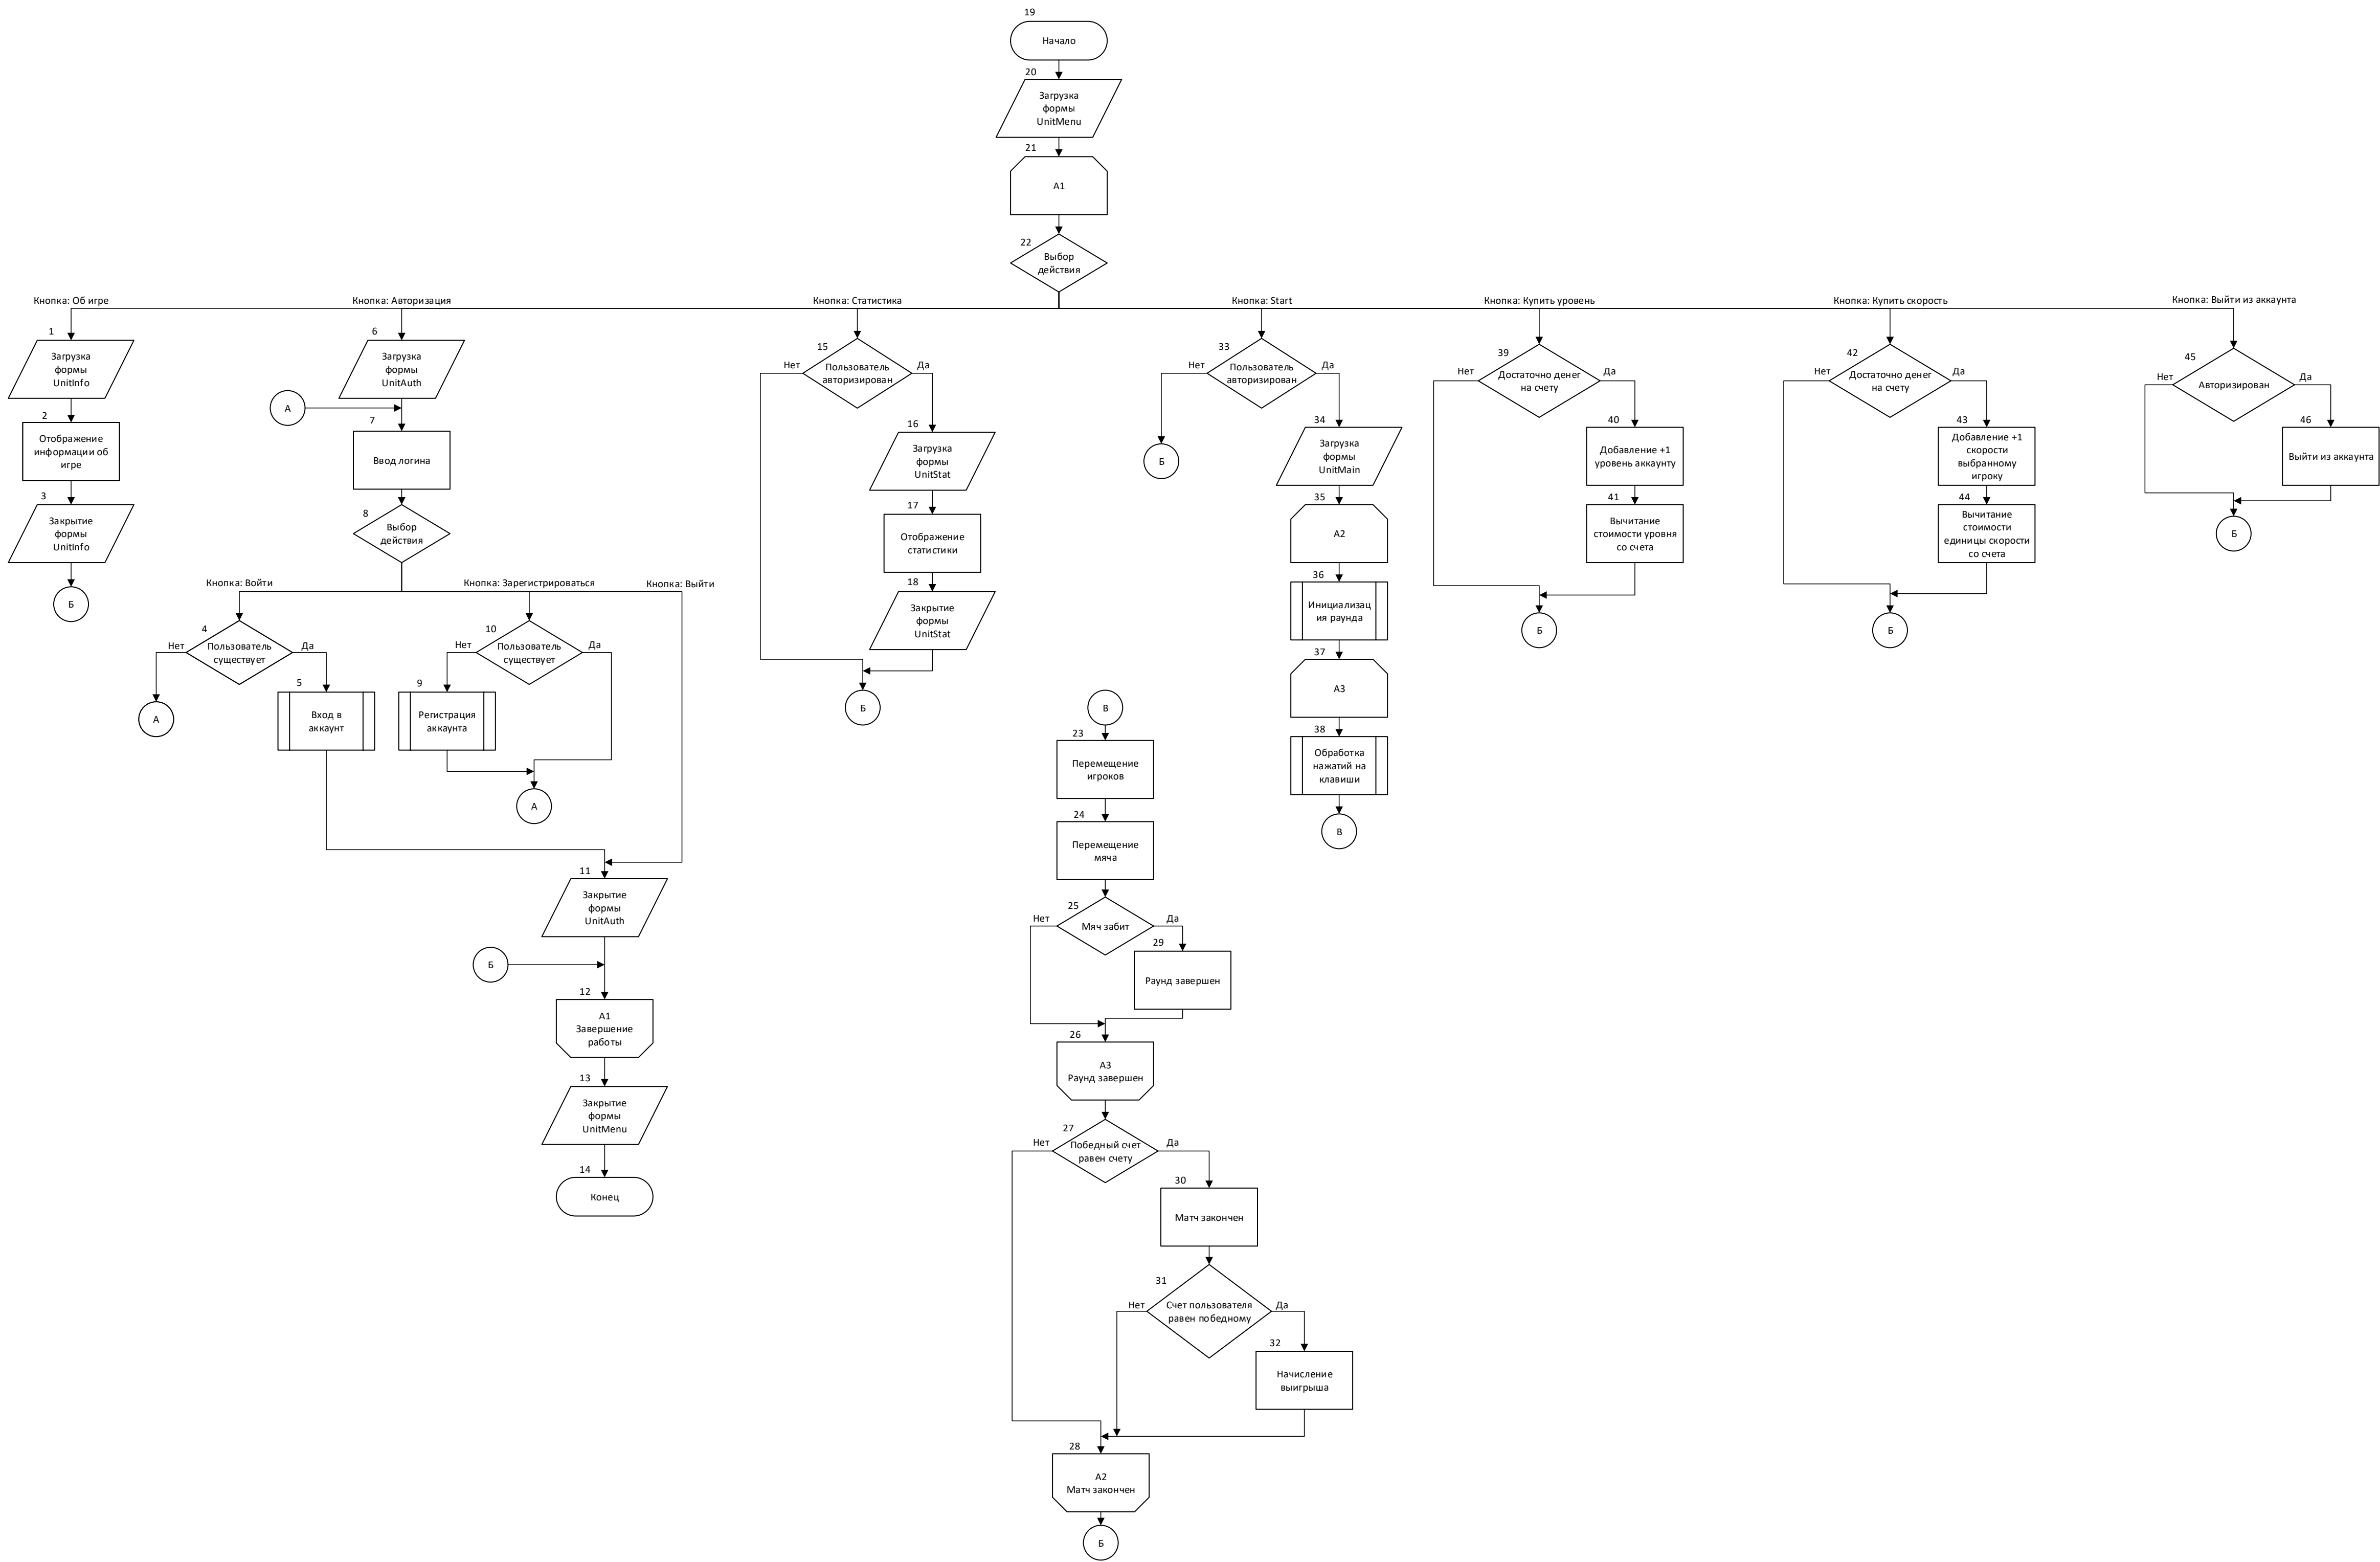 19
Начало
20
Загрузка
формы
UnitMenu
21
А1
22
Выбор
действия
Кнопка: Об игре
Кнопка: Авторизация
Кнопка: Статистика
Кнопка: Start
Кнопка: Купить уровень
Кнопка: Купить скорость
Кнопка: Выйти из аккаунта
1
Загрузка
формы
UnitInfo
2
Отображение
информации об
игре
3
Закрытие
формы
UnitInfo
Б
6
Загрузка
формы
UnitAuth
А
7
Ввод логина
8
Выбор
действия
Кнопка: Войти
Кнопка: Зарегистрироваться
Кнопка: Выйти
4
Нет
Пользователь
существует
Да
А
5
Вход в
аккаунт
10
Нет
Пользователь
существует
Да
9
Регистрация
аккаунта
А
11
Закрытие
формы
UnitAuth
Б
12
А1
Завершение
работы
13
Закрытие
формы
UnitMenu
14
Конец
15
Нет
Пользователь
авторизирован
Да
16
Загрузка
формы
UnitStat
17
Отображение
статистики
18
Закрытие
формы
UnitStat
Б
33
Нет
Пользователь
авторизирован
Да
Б
34
Загрузка
формы
UnitMain
35
А2
36
Инициализац
ия раунда
37
А3
38
Обработка
нажатий на
клавиши
В
В
23
Перемещение
игроков
24
Перемещение
мяча
25
Нет
Мяч забит
Да
29
Раунд завершен
26
А3
Раунд завершен
27
Нет
Победный счет
равен счету
Да
30
Матч закончен
31
Нет
Счет пользователя
равен победному
Да
32
Начисление
выигрыша
28
А2
Матч закончен
Б
39
Нет
Достаточно денег
на счету
Да
40
Добавление +1
уровень аккаунту
41
Вычитание
стоимости уровня
со счета
Б
42
Нет
Достаточно денег
на счету
Да
43
Добавление +1
скорости
выбранному
игроку
44
Вычитание
стоимости
единицы скорости
со счета
Б
45
Нет
Авторизирован
Да
46
Выйти из аккаунта
Б